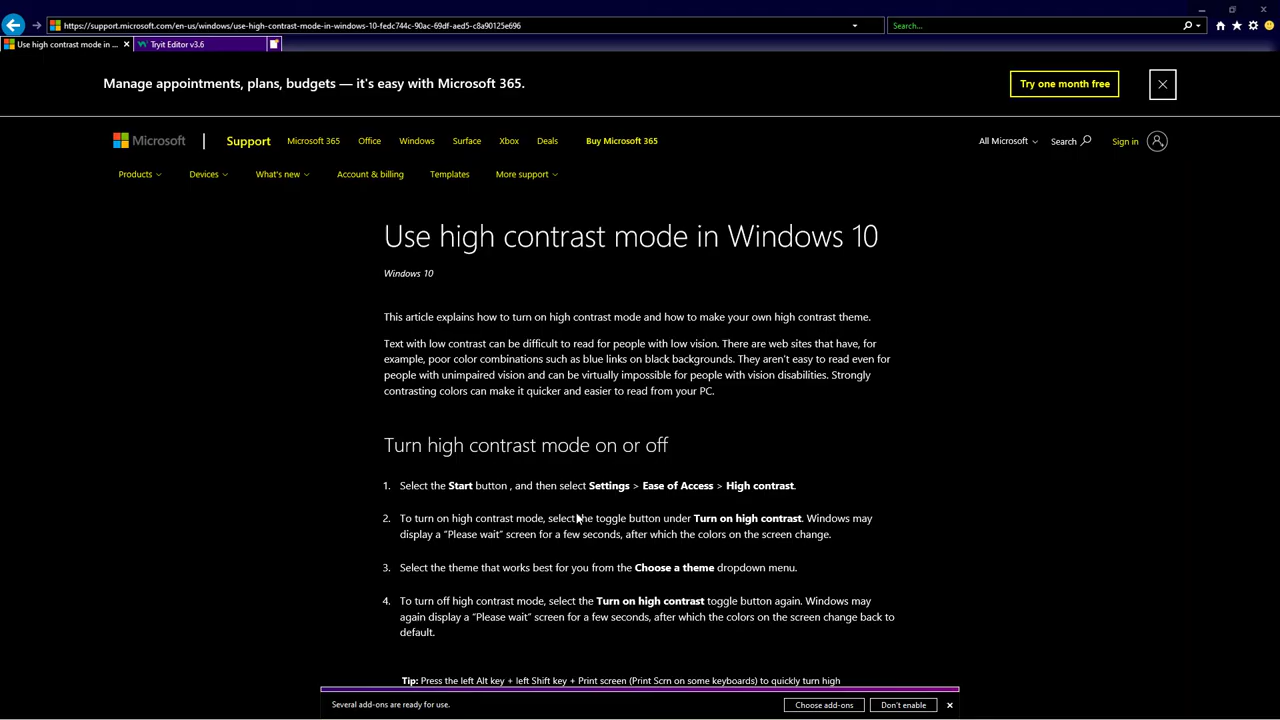 https://support.microsoft.com/en-us/windows/use-high-contrast-mode-in-windows-10-fedc744c-90ac-69df-aed5-c8a90125e696
Search...
Use high contrast mode in ...
Tryit Editor v3.6
Manage appointments, plans, budgets — it's easy with Microsoft 365.
Try one month free
Microsoft
Support
Microsoft 365
Office
Windows
Surface
Xbox
Deals
Buy Microsoft 365
All Microsoft
Search
Sign in
Products
Devices
What's new
Account & billing
Templates
More support
Use high contrast mode in Windows 10
Windows 10
This article explains how to turn on high contrast mode and how to make your own high contrast theme.
Text with low contrast can be difficult to read for people with low vision. There are web sites that have, for
example, poor color combinations such as blue links on black backgrounds. They aren't easy to read even for
people with unimpaired vision and can be virtually impossible for people with vision disabilities. Strongly
contrasting colors can make it quicker and easier to read from your PC.
Turn high contrast mode on or off
1. Select the Start button , and then select Settings > Ease of Access > High contrast.
2. To turn on high contrast mode, select the toggle button under Turn on high contrast. Windows may
display a "Please wait" screen for a few seconds, after which the colors on the screen change.
3. Select the theme that works best for you from the Choose a theme dropdown menu.
4. To turn off high contrast mode, select the Turn on high contrast toggle button again. Windows may
again display a "Please wait" screen for a few seconds, after which the colors on the screen change back to
default.
Tip: Press the left Alt key + left Shift key + Print screen (Print Scrn on some keyboards) to quickly turn high
Several add-ons are ready for use.
Choose add-ons
Don't enable